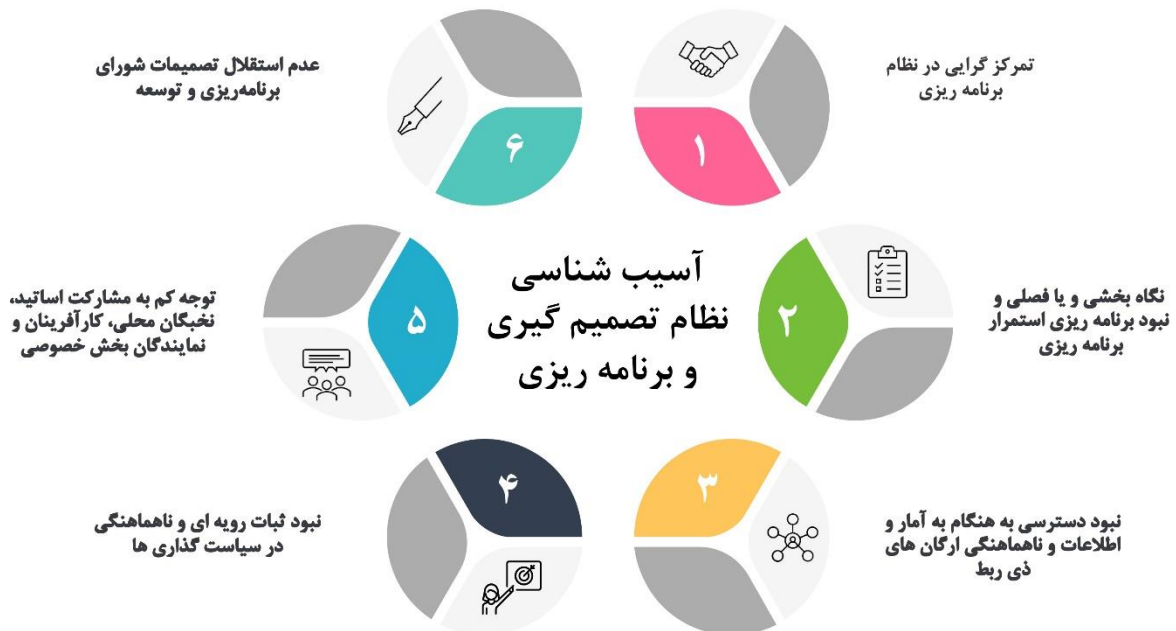 آسیب شناسی
نظام تصمیم گیری
و برنامه ریزی
۱
تمرکز گرایی در نظام
برنامه ریزی
۲
نگاه بخشی و یا فصلی و
نبود برنامه ریزی استمرار
برنامه ریزی
۳
نبود دسترسی به هنگام به آمار و
اطلاعات و ناهماهنگی ارگان های
ذی ربط
۴
نبود ثبات رویه ای و ناهماهنگی
در سیاست گذاری ها
۵
توجه کم به مشارکت اساتید،
نخبگان محلی، کارآفرینان و
نمایندگان بخش خصوصی
۶
عدم استقلال تصمیمات شورای
برنامه‌ریزی و توسعه